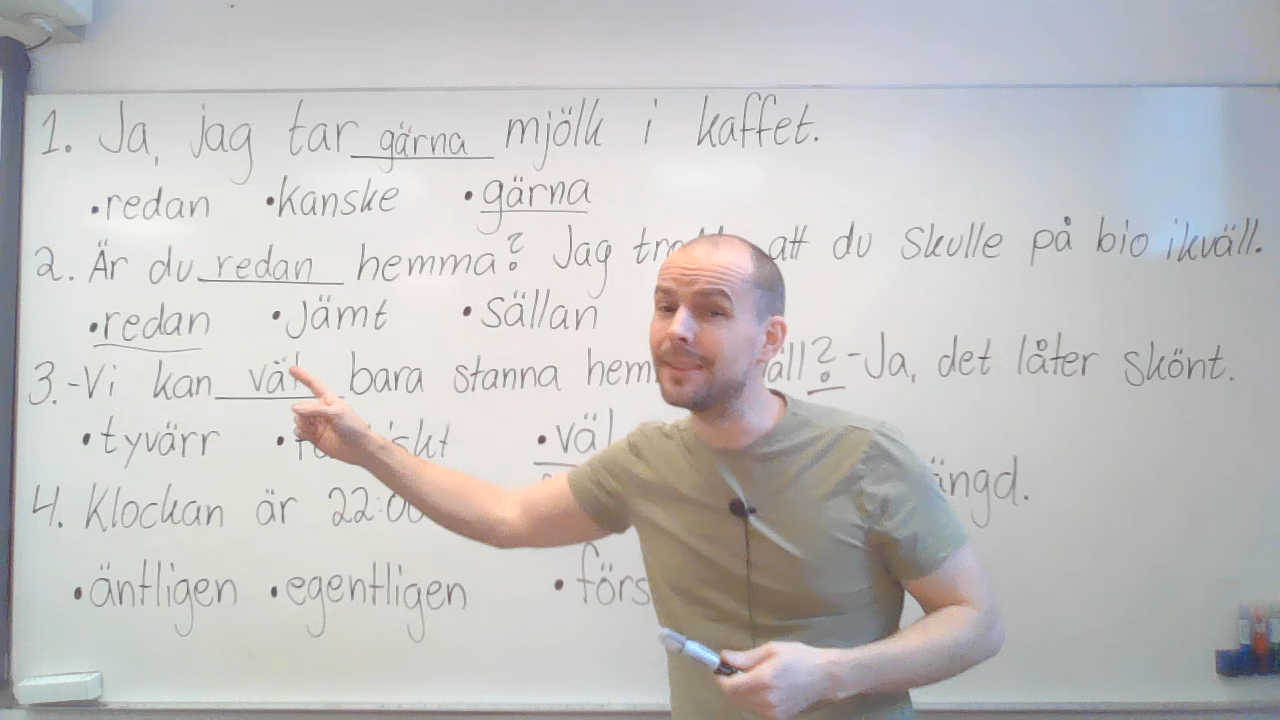 1. Ja, jag tar gärna mjölk i kaffet.
•redan •kanske •gärna
2. Är du redan hemma? Jag att du skulle på bio ikväll.
•redan •Jämt •sällan
3. -Vi kan väl bara stanna ? -Ja, det låter skönt.
•tyvärr • •väl
4. Klockan är 22:00
•äntligen •egentligen •